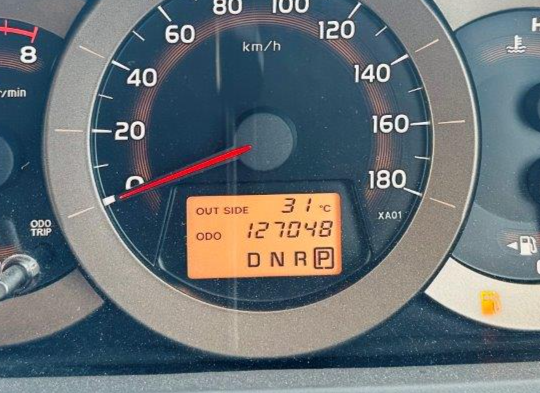 80 100
60 120
km/h
8
40 140
r/min
20 160
0 180
OUT SIDE 31 °C
XA01
ODO 127048
ODO
TRIP
D N R P
H